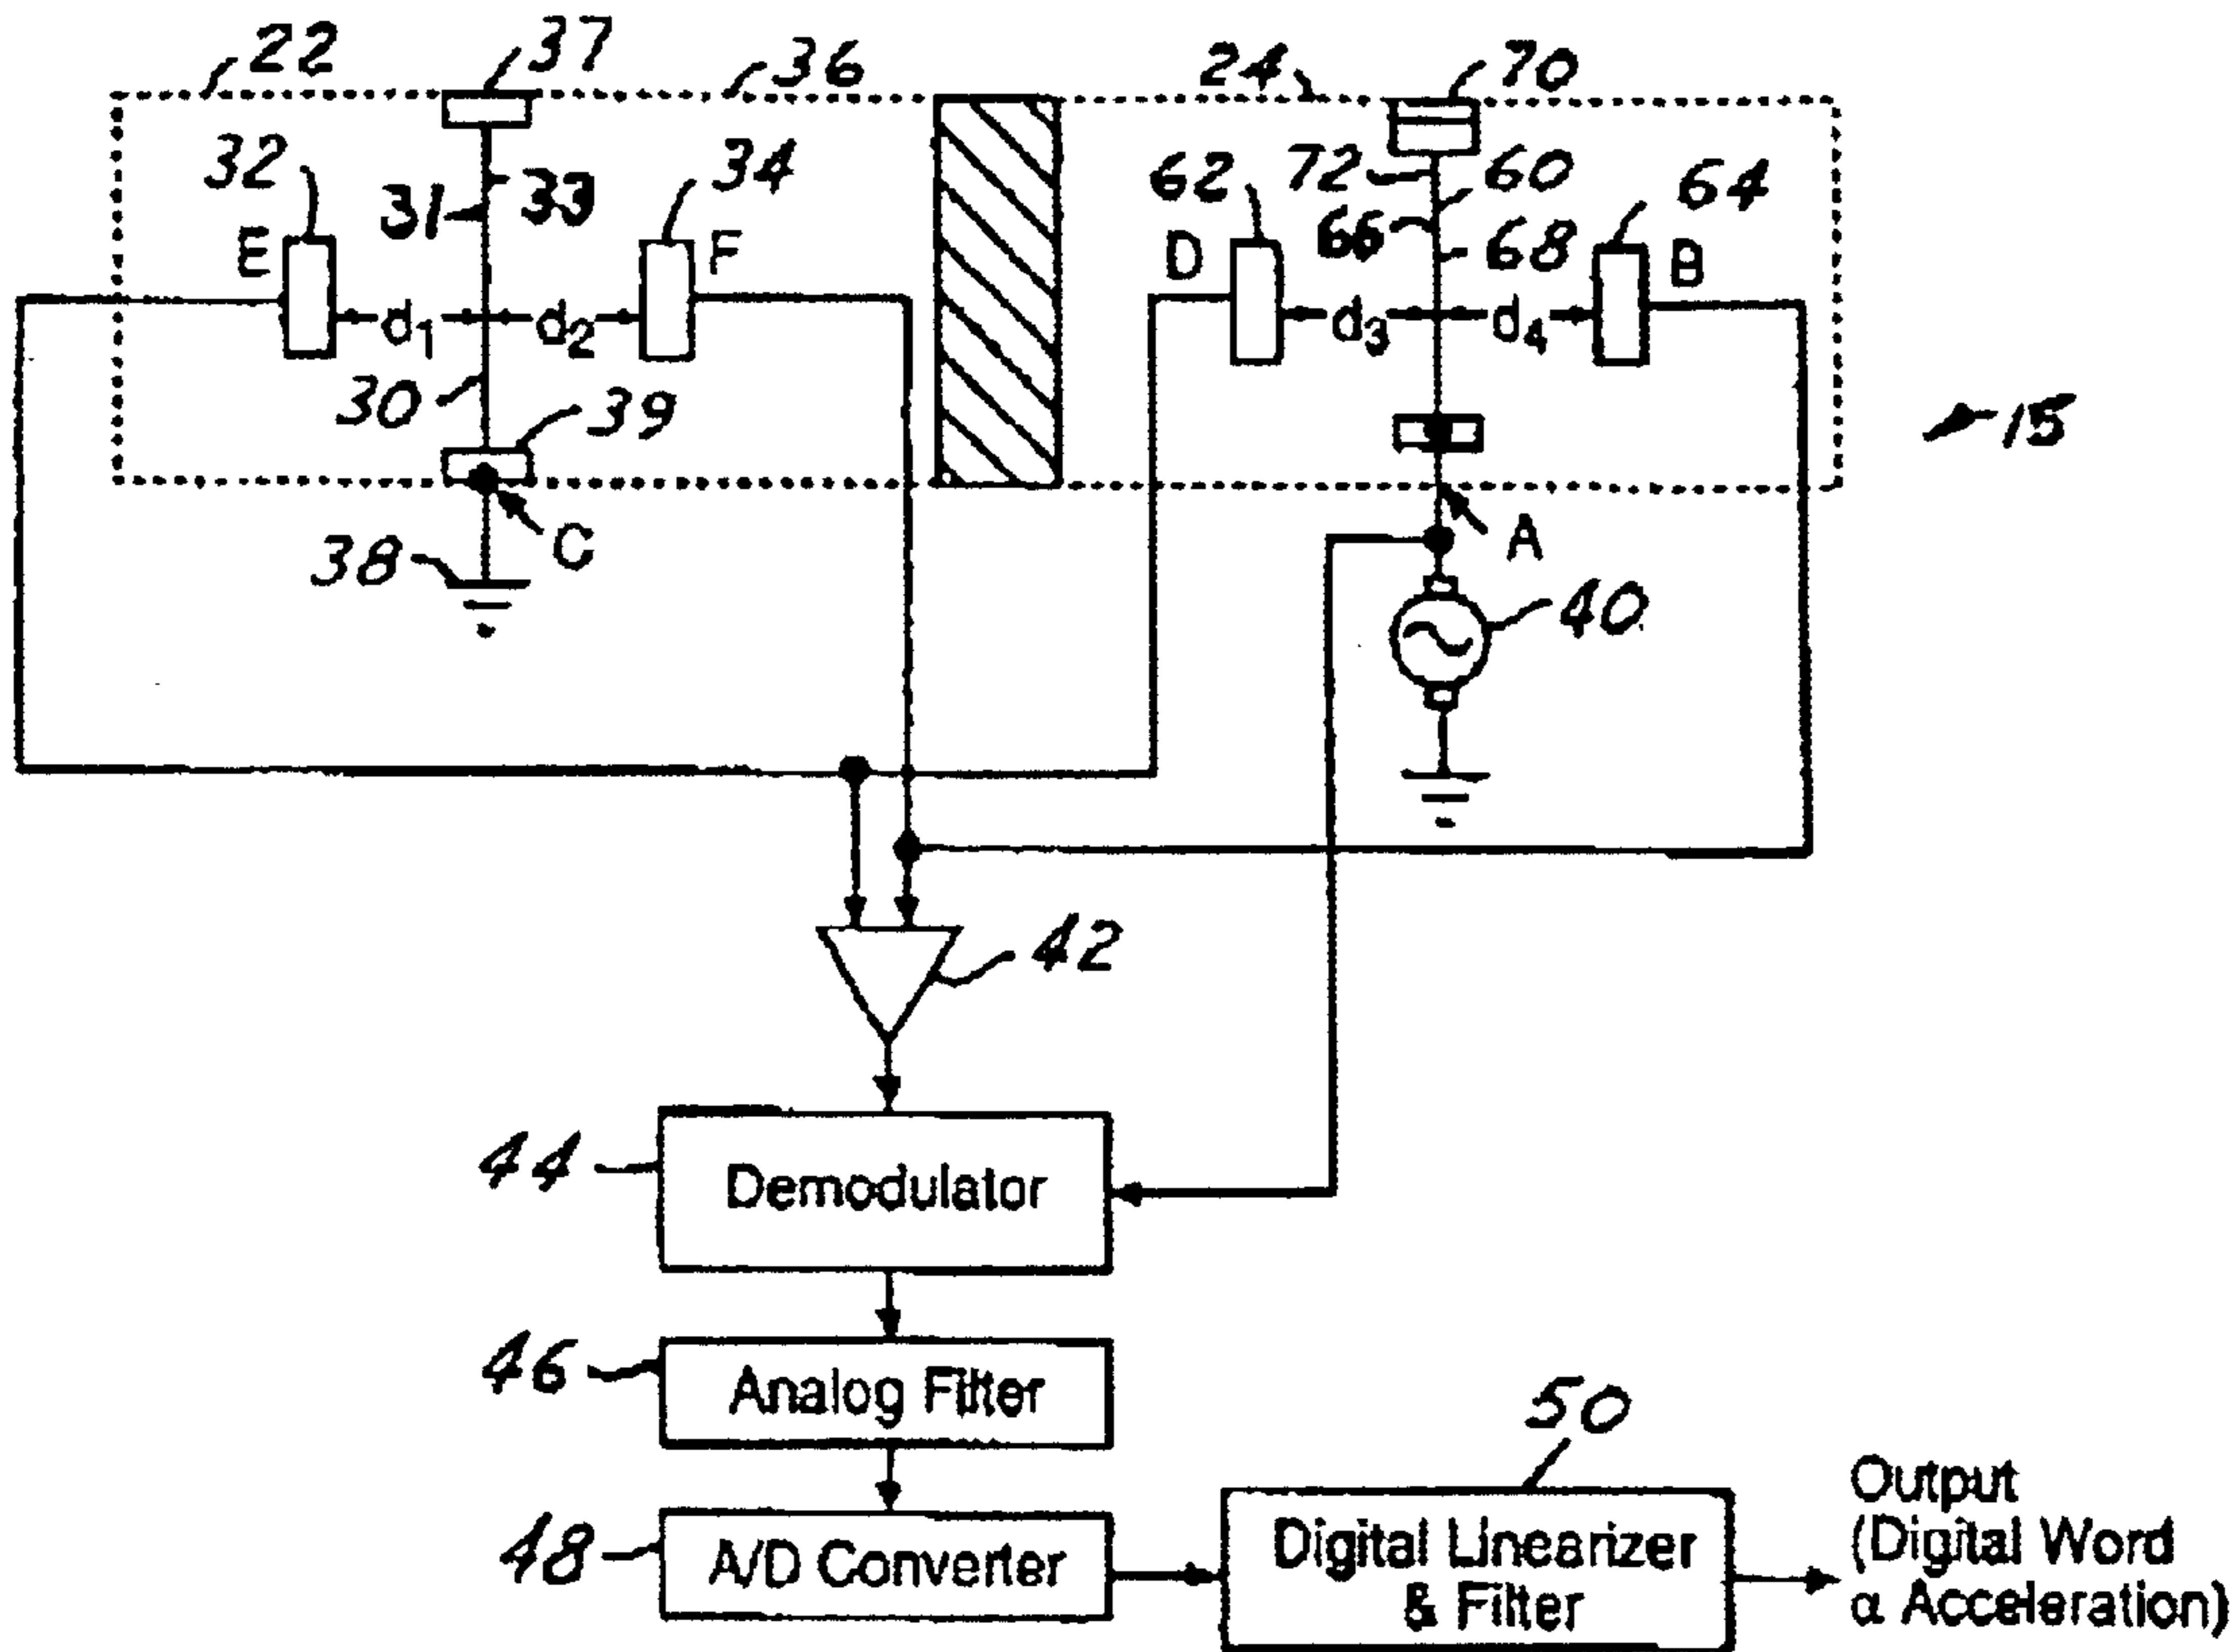 22
37
36
24
70
32
31
33
34
62
72
60
64
66
68
E
F
D
B
d1
d2
d3
d4
30
39
15
C
A
38
40
42
44
Demodulator
46
Analog Filter
50
48
A/D Converter
Digital Linearizer
& Filter
Output
(Digital Word
α Acceleration)